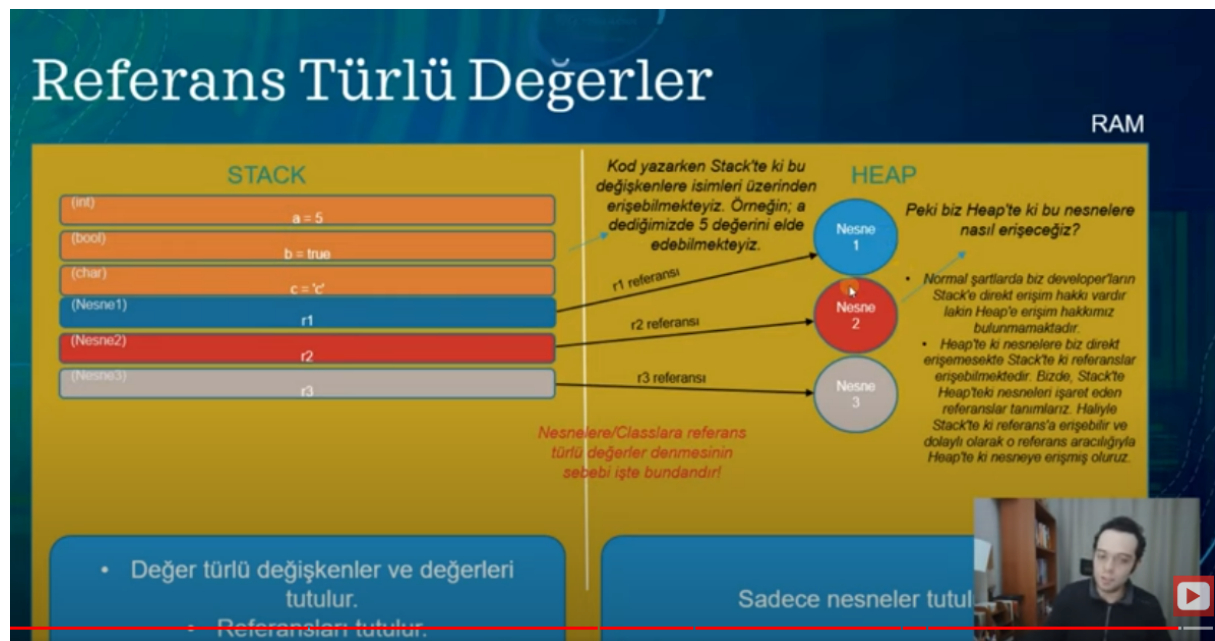 Referans Türlü Değerler
RAM
STACK
(int)
a = 5
(bool)
b = true
(char)
c = 'c'
(Nesne1)
r1
(Nesne2)
r2
(Nesne3)
r3
Kod yazarken Stack'te ki bu
değişkenlere isimleri üzerinden
erişebilmekteyiz. Örneğin; a
dediğimizde 5 değerini elde
edebilmekteyiz.
r1 referansı
r2 referansı
r3 referansı
Nesnelere/Classlara referans
türlü değerler denmesinin
sebebi işte bundandır!
HEAP
Nesne
1
Nesne
2
Nesne
3
Peki biz Heap'te ki bu nesnelere
nasıl erişeceğiz?
• Normal şartlarda biz developer'ların
Stack'e direkt erişim hakkı vardır
lakin Heap'e erişim hakkımız
bulunmamaktadır.
• Heap'te ki nesnelere biz direkt
erişemesekte Stack'te ki referanslar
erişebilmektedir. Bizde, Stack'te
Heap'teki nesneleri işaret eden
referanslar tanımlarız. Haliyle
Stack'te ki referans'a erişebilir ve
dolaylı olarak o referans aracılığıyla
Heap'te ki nesneye erişmiş oluruz.
• Değer türlü değişkenler ve değerleri
tutulur.
• Referansları tutulur.
Sadece nesneler tutul